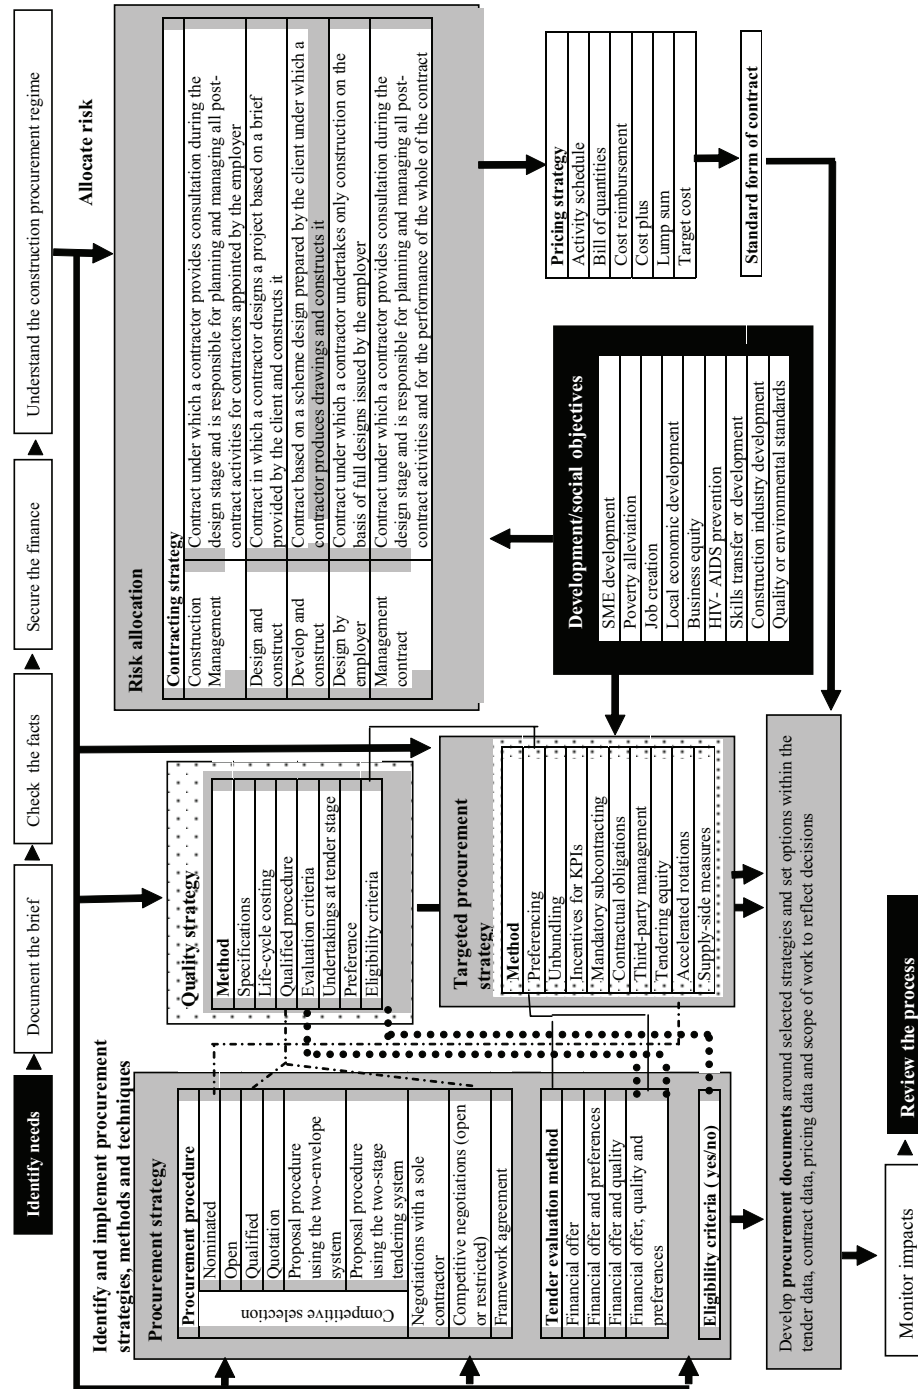 Identify needs
Document the brief
Check the facts
Secure the finance
Understand the construction procurement regime
Identify and implement procurement
strategies, methods and techniques
Allocate risk
Procurement strategy
Procurement procedure
Competitive selection
Nominated
Open
Qualified
Quotation
Proposal procedure
using the two-envelope
system
Proposal procedure
using the two-stage
tendering system
Negotiations with a sole
contractor
Competitive negotiations (open
or restricted)
Framework agreement
Tender evaluation method
Financial offer
Financial offer and preferences
Financial offer and quality
Financial offer, quality and
preferences
Eligibility criteria ( yes/no)
Quality strategy
Method
Specifications
Life-cycle costing
Qualified procedure
Evaluation criteria
Undertakings at tender stage
Preference
Eligibility criteria
Targeted procurement
strategy
Method
Preferencing
Unbundling
Incentives for KPIs
Mandatory subcontracting
Contractual obligations
Third-party management
Tendering equity
Accelerated rotations
Supply-side measures
Risk allocation
Contracting strategy
Construction
Management
Contract under which a contractor provides consultation during the
design stage and is responsible for planning and managing all post-
contract activities for contractors appointed by the employer
Design and
construct
Contract in which a contractor designs a project based on a brief
provided by the client and constructs it
Develop and
construct
Contract based on a scheme design prepared by the client under which a
contractor produces drawings and constructs it
Design by
employer
Contract under which a contractor undertakes only construction on the
basis of full designs issued by the employer
Management
contract
Contract under which a contractor provides consultation during the
design stage and is responsible for planning and managing all post-
contract activities and for the performance of the whole of the contract
Development/social objectives
SME development
Poverty alleviation
Job creation
Local economic development
Business equity
HIV- AIDS prevention
Skills transfer or development
Construction industry development
Quality or environmental standards
Pricing strategy
Activity schedule
Bill of quantities
Cost reimbursement
Cost plus
Lump sum
Target cost
Standard form of contract
Develop procurement documents around selected strategies and set options within the
tender data, contract data, pricing data and scope of work to reflect decisions
Monitor impacts
Review the process